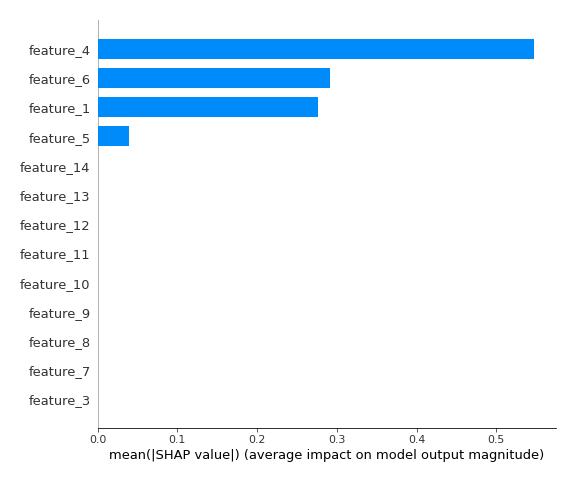 feature_4
feature_6
feature_1
feature_5
feature_14
feature_13
feature_12
feature_11
feature_10
feature_9
feature_8
feature_7
feature_3
0.0 0.1 0.2 0.3 0.4 0.5
mean(|SHAP value|) (average impact on model output magnitude)